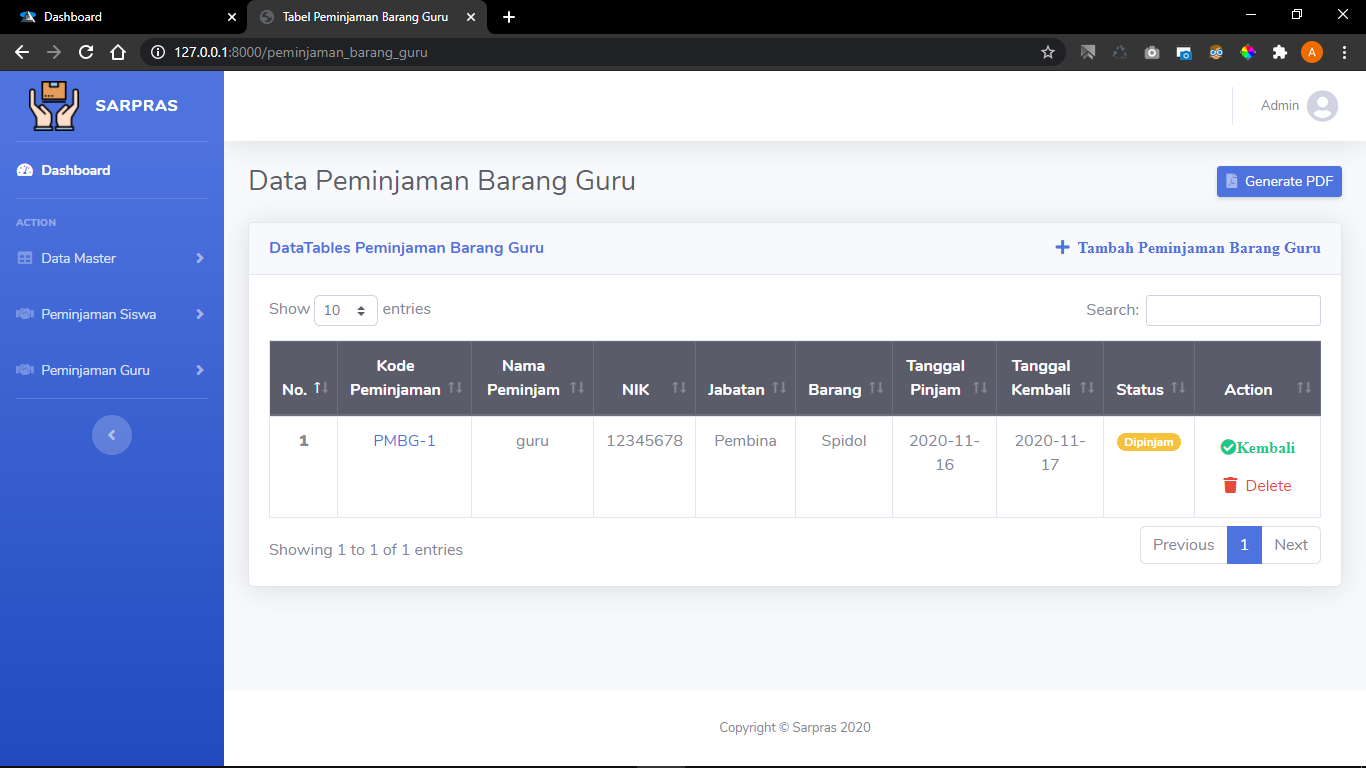 Dashboard
Tabel Peminjaman Barang Guru
127.0.0.1:8000/peminjaman_barang_guru
A
SARPRAS
Admin
Dashboard
ACTION
Data Master
Peminjaman Siswa
Peminjaman Guru
Data Peminjaman Barang Guru
Generate PDF
DataTables Peminjaman Barang Guru
Tambah Peminjaman Barang Guru
Show 10 entries
Search:
No.
Kode
Peminjaman
Nama
Peminjam
NIK
Jabatan
Barang
Tanggal
Pinjam
Tanggal
Kembali
Status
Action
1
PMBG-1
guru
12345678
Pembina
Spidol
2020-11-
16
2020-11-
17
Dipinjam
Kembali
Delete
Showing 1 to 1 of 1 entries
Previous 1 Next
Copyright © Sarpras 2020